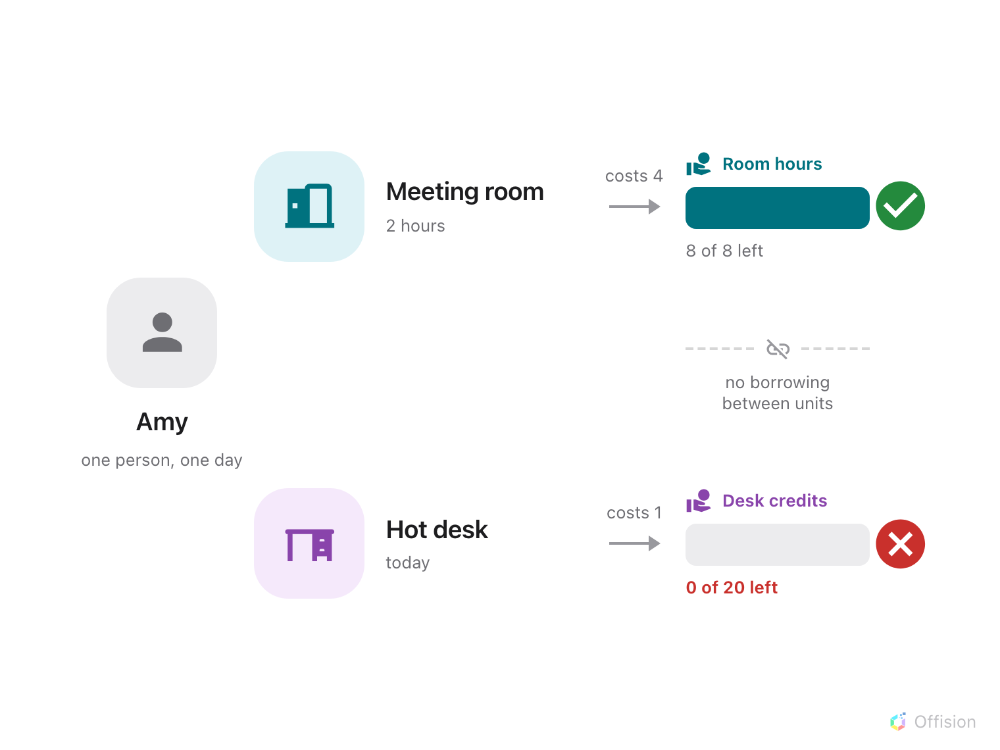 Meeting room
2 hours
costs 4
Room hours
8 of 8 left
Amy
one person, one day
no borrowing
between units
Hot desk
today
costs 1
Desk credits
0 of 20 left
Offision